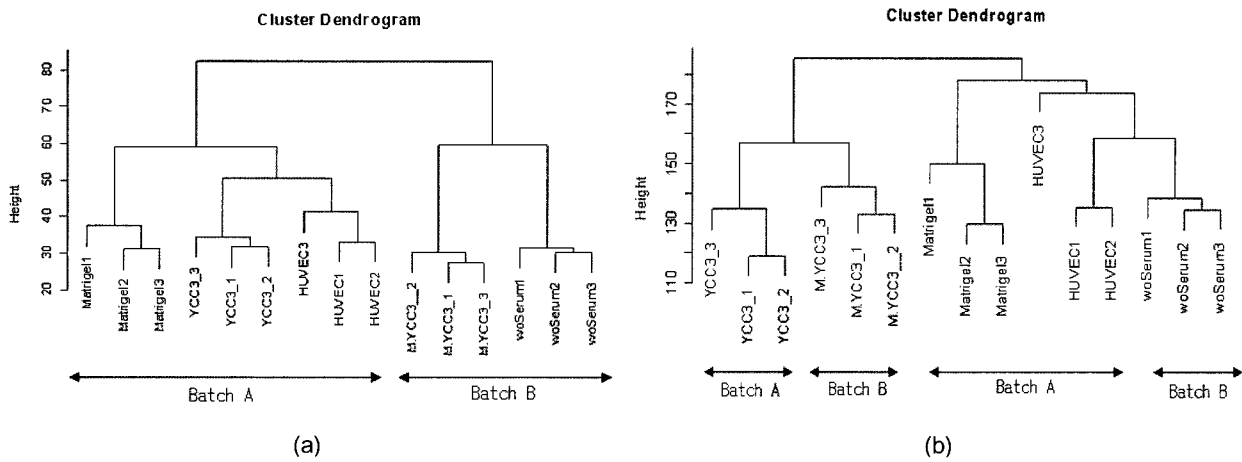 Cluster Dendrogram
Height
80
70
60
50
40
30
20
Matrigel1
Matrigel2
Matrigel3
YCC3_3
YCC3_1
YCC3_2
HUVEC3
HUVEC1
HUVEC2
M.YCC3__2
M.YCC3_1
M.YCC3_3
woSerum1
woSerum2
woSerum3
Batch A
Batch B
(a)
Cluster Dendrogram
Height
170
150
130
110
YCC3_3
YCC3_1
YCC3_2
M.YCC3_3
M.YCC3_1
M.YCC3__2
Matrigel1
Matrigel2
Matrigel3
HUVEC3
HUVEC1
HUVEC2
woSerum1
woSerum2
woSerum3
Batch A
Batch B
Batch A
Batch B
(b)